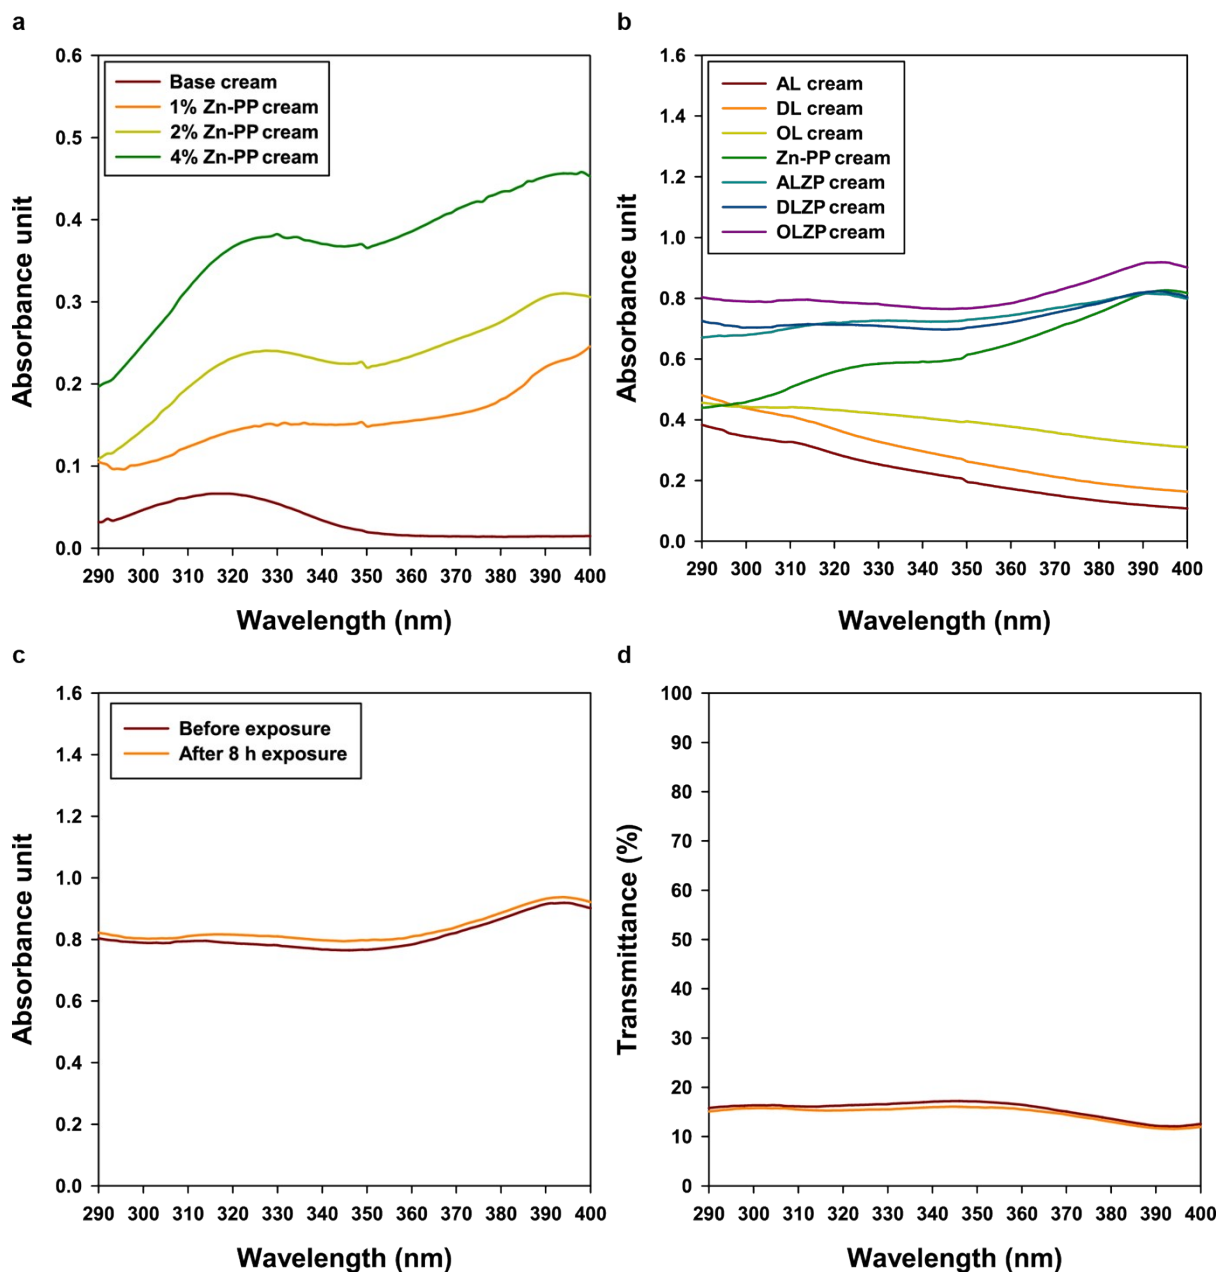 a
0.6
0.5
0.4
0.3
0.2
0.1
0.0
Absorbance unit
Base cream
1% Zn-PP cream
2% Zn-PP cream
4% Zn-PP cream
290 300 310 320 330 340 350 360 370 380 390 400
Wavelength (nm)
b
1.6
1.4
1.2
1.0
0.8
0.6
0.4
0.2
0.0
Absorbance unit
AL cream
DL cream
OL cream
Zn-PP cream
ALZP cream
DLZP cream
OLZP cream
290 300 310 320 330 340 350 360 370 380 390 400
Wavelength (nm)
c
1.6
1.4
1.2
1.0
0.8
0.6
0.4
0.2
0.0
Absorbance unit
Before exposure
After 8 h exposure
290 300 310 320 330 340 350 360 370 380 390 400
Wavelength (nm)
d
100
90
80
70
60
50
40
30
20
10
0
Transmittance (%)
290 300 310 320 330 340 350 360 370 380 390 400
Wavelength (nm)